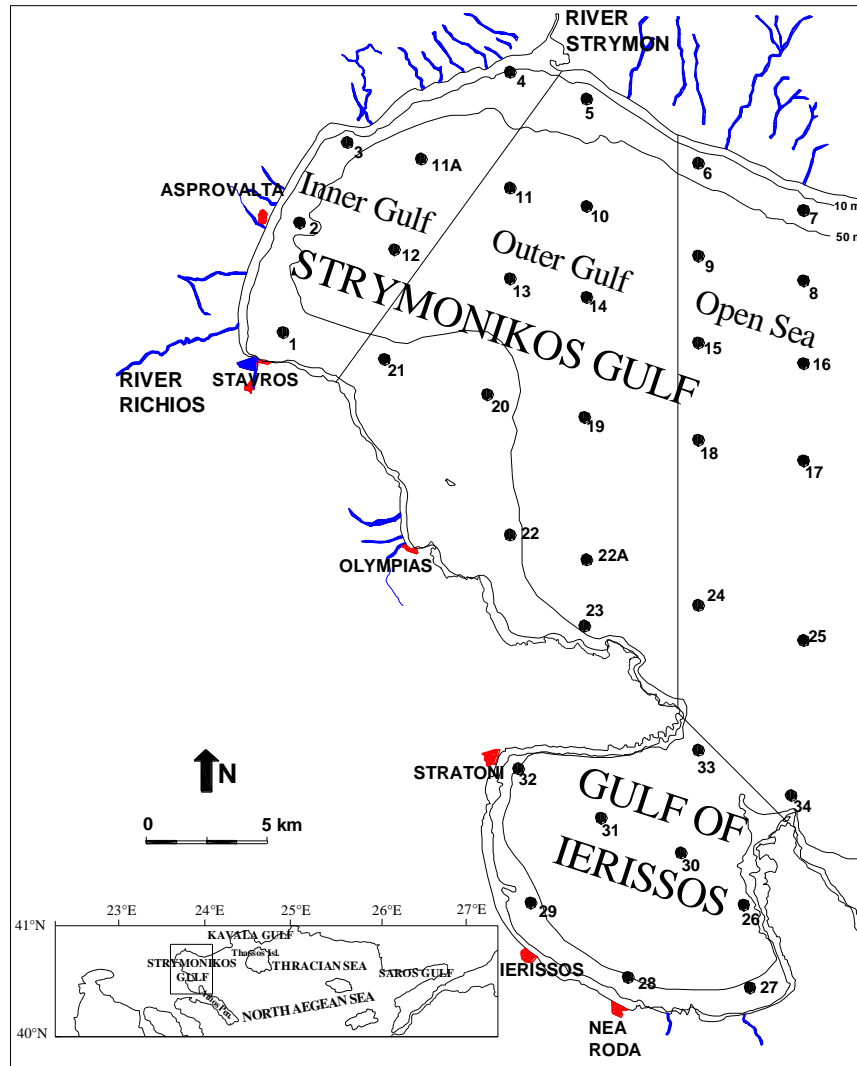 RIVER
STRYMON
4
5
3
11A
6
ASPROVALTA
Inner Gulf
11
10
7
10 m
50 m
2
12
Outer Gulf
9
STRYMONIKOS GULF
13
14
8
Open Sea
1
15
16
RIVER
RICHIOS
STAVROS
21
20
19
18
17
22
22A
OLYMPIAS
24
23
25
N
STRATONI
32
33
GULF OF
IERISSOS
34
0 5 km
31
30
29
26
IERISSOS
28
27
NEA
RODA
23°E 24°E 25°E 26°E 27°E
41°N
KAVALA GULF
Thassos Isl.
STRYMONIKOS
GULF
THRACIAN SEA
SAROS GULF
Athos Pen.
NORTH AEGEAN SEA
40°N